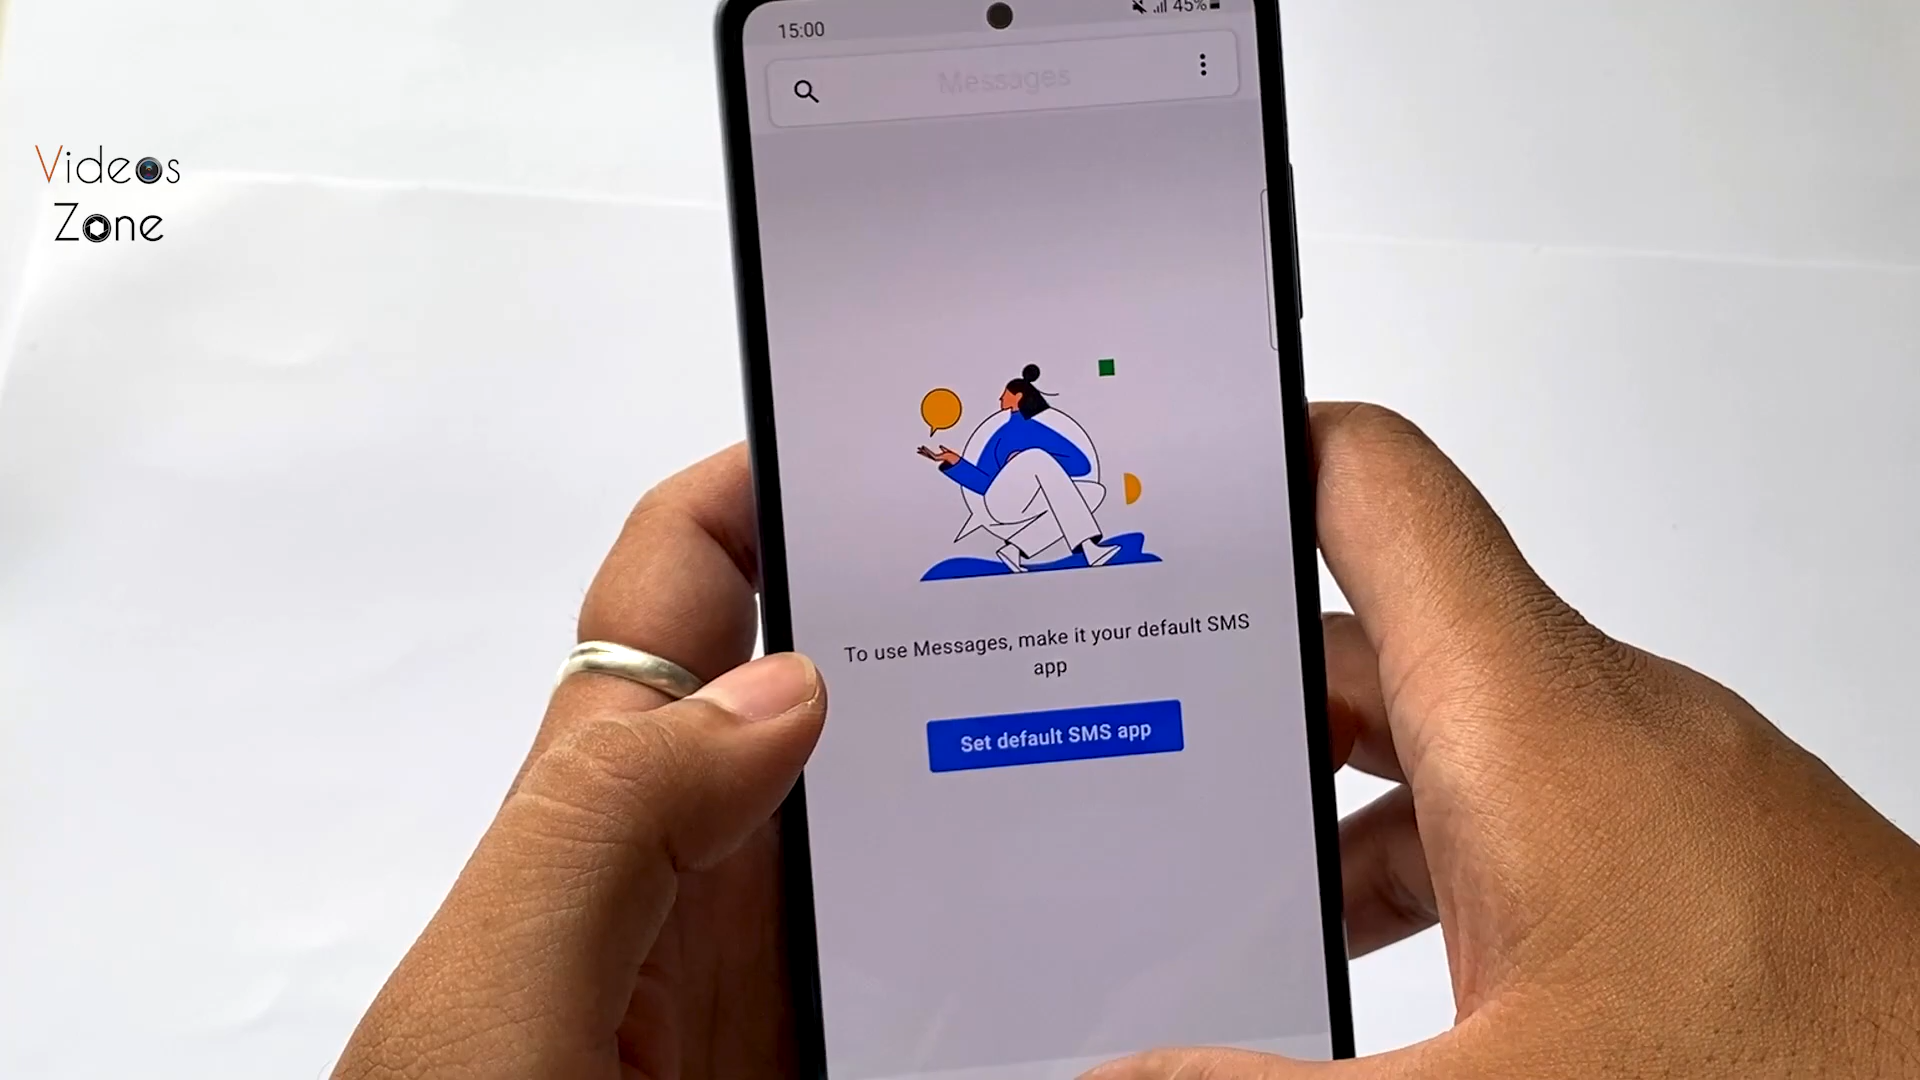 Videos
Zone
15:00
45%
Messages
To use Messages, make it your default SMS
app
Set default SMS app